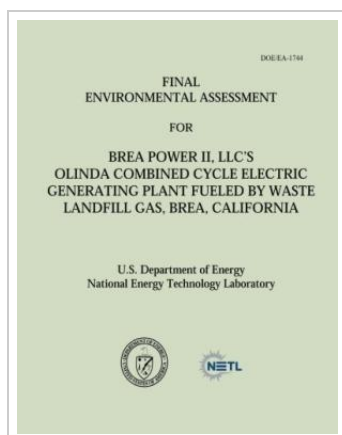 DOE/EA-1744
FINAL
ENVIRONMENTAL ASSESSMENT
FOR
BREA POWER II, LLC'S
OLINDA COMBINED CYCLE ELECTRIC
GENERATING PLANT FUELED BY WASTE
LANDFILL GAS, BREA, CALIFORNIA
U.S. Department of Energy
National Energy Technology Laboratory
NETL